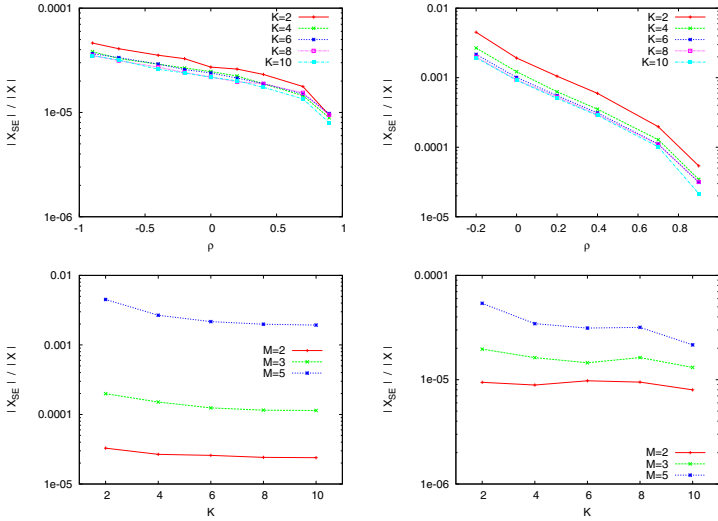 0.0001
1e-05
1e-06
-1
-0.5
0
0.5
1
|X_SE| / |X|
ρ
K=2
K=4
K=6
K=8
K=10
0.01
0.001
0.0001
1e-05
-0.2
0
0.2
0.4
0.6
0.8
|X_SE| / |X|
ρ
K=2
K=4
K=6
K=8
K=10
0.01
0.001
0.0001
1e-05
2
4
6
8
10
|X_SE| / |X|
K
M=2
M=3
M=5
0.0001
1e-05
1e-06
2
4
6
8
10
|X_SE| / |X|
K
M=2
M=3
M=5